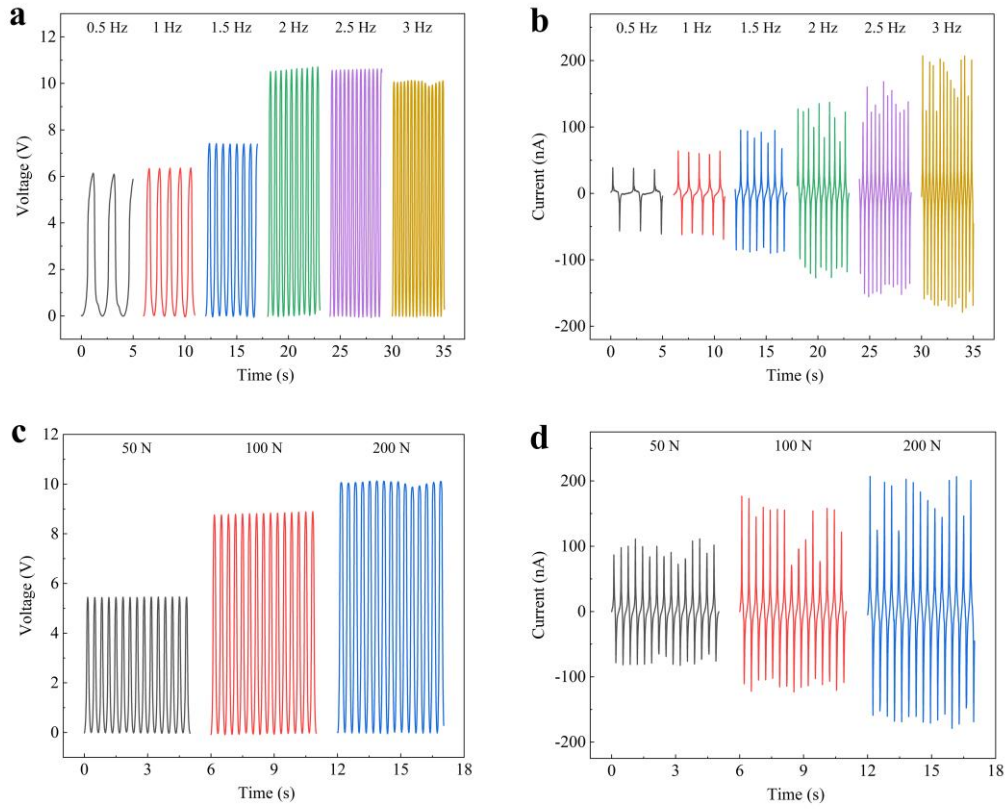 a
0.5 Hz 1 Hz 1.5 Hz 2 Hz 2.5 Hz 3 Hz
12
10
8
6
4
2
0
Voltage (V)
0 5 10 15 20 25 30 35
Time (s)
b
0.5 Hz 1 Hz 1.5 Hz 2 Hz 2.5 Hz 3 Hz
200
100
0
-100
-200
Current (nA)
0 5 10 15 20 25 30 35
Time (s)
c
50 N 100 N 200 N
12
10
8
6
4
2
0
Voltage (V)
0 3 6 9 12 15 18
Time (s)
d
50 N 100 N 200 N
200
100
0
-100
-200
Current (nA)
0 3 6 9 12 15 18
Time (s)